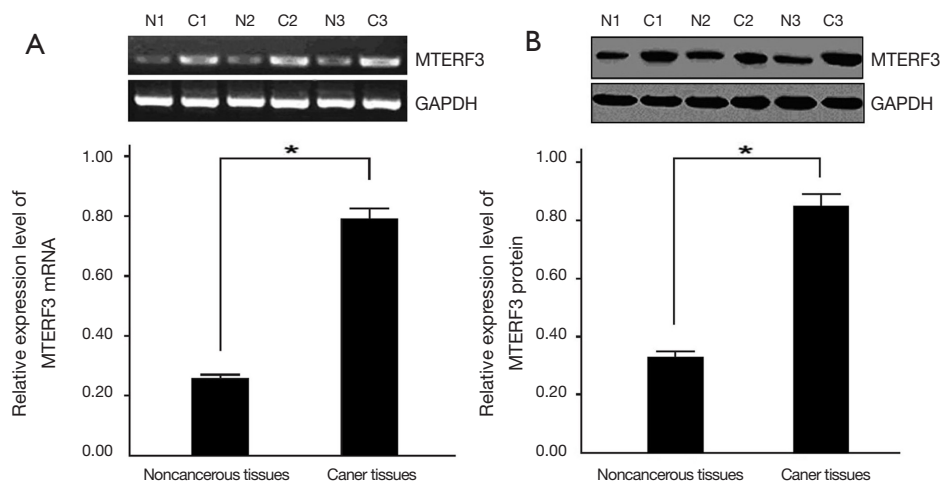 A
N1 C1 N2 C2 N3 C3
MTERF3
GAPDH
Relative expression level of
MTERF3 mRNA
1.00
0.80
0.60
0.40
0.20
0.00
*
Noncancerous tissues Caner tissues
B
N1 C1 N2 C2 N3 C3
MTERF3
GAPDH
Relative expression level of
MTERF3 protein
1.00
0.80
0.60
0.40
0.20
0.00
*
Noncancerous tissues Caner tissues